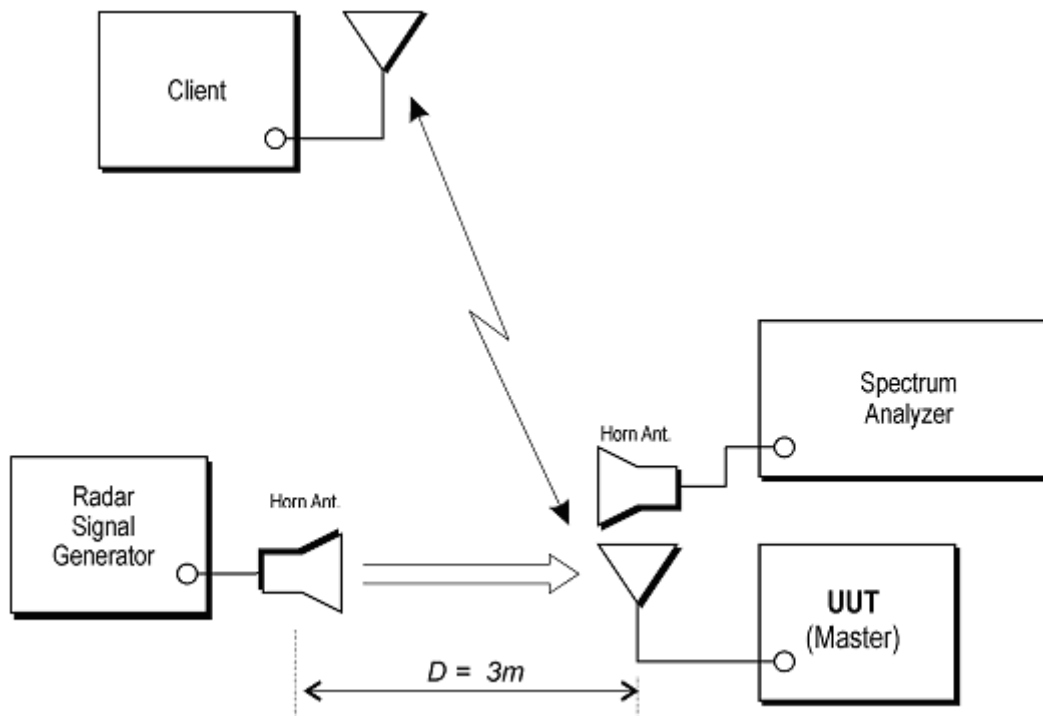 Client
Spectrum
Analyzer
Horn Ant.
Radar
Signal
Generator
Horn Ant.
UUT
(Master)
D = 3m